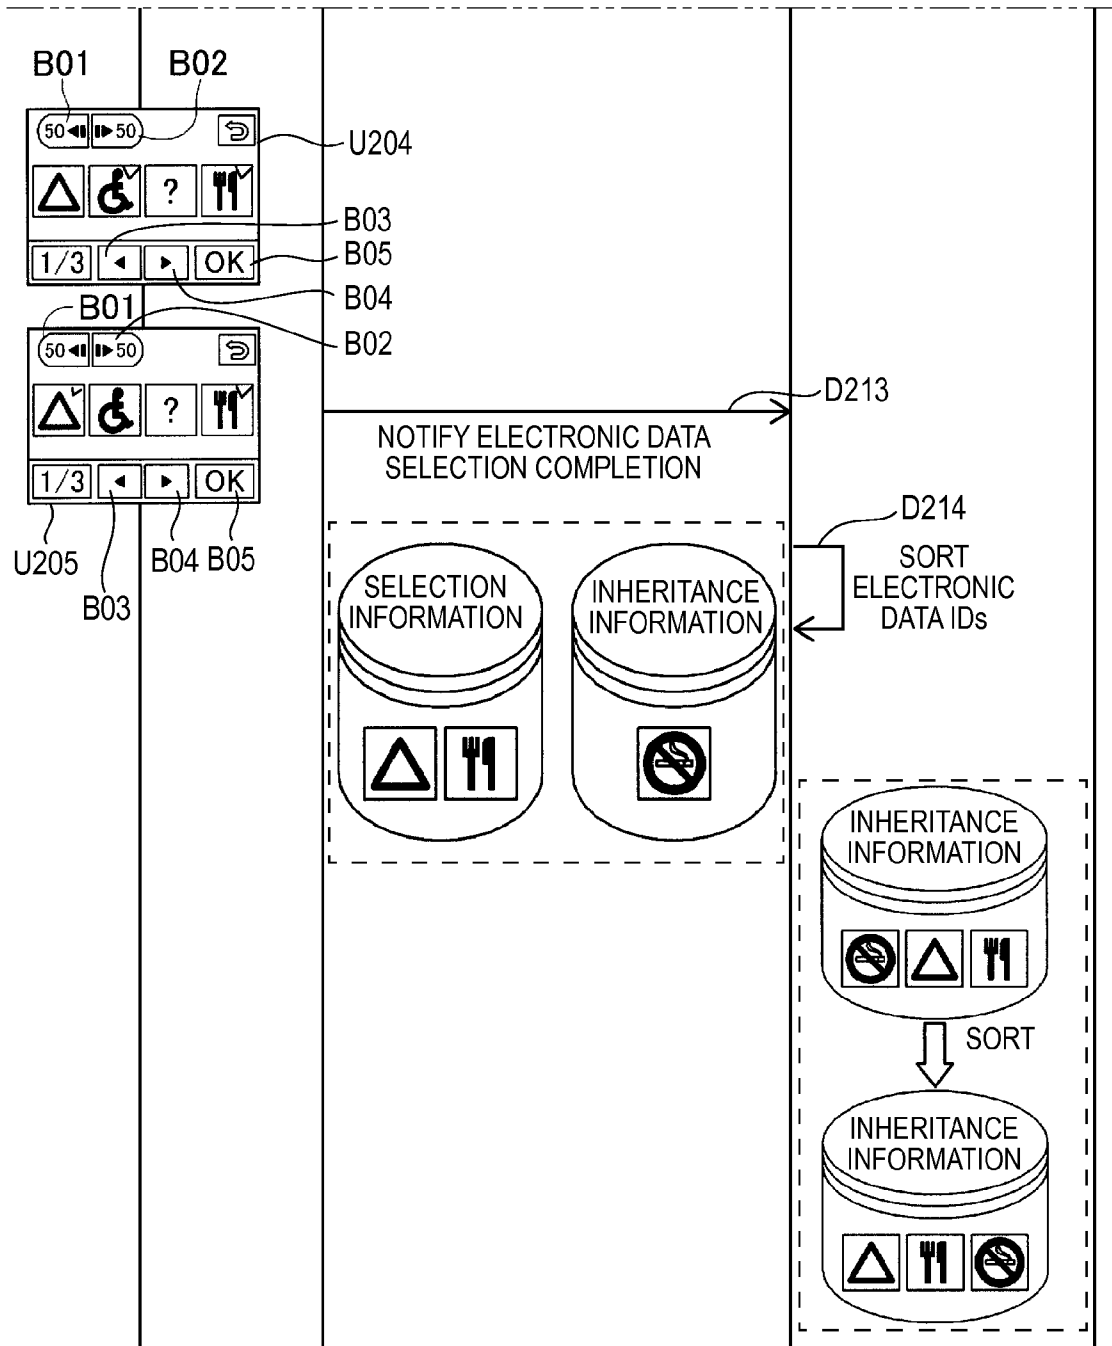 B01
B02
50
50
U204
?
B03
1/3
OK
B05
B04
B01
50
50
B02
D213
?
NOTIFY ELECTRONIC DATA
SELECTION COMPLETION
1/3
OK
U205
B04
B05
B03
D214
SORT
ELECTRONIC
DATA IDs
SELECTION
INFORMATION
INHERITANCE
INFORMATION
INHERITANCE
INFORMATION
SORT
INHERITANCE
INFORMATION